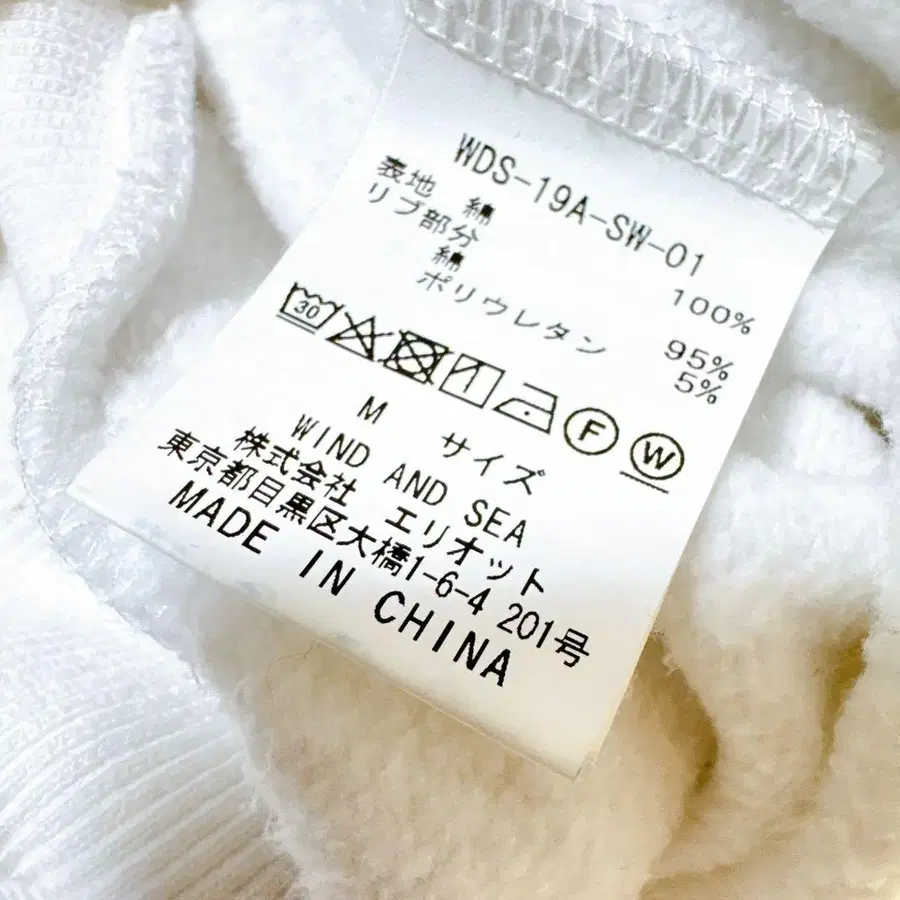 WDS-19A-SW-01
表地 綿 100%
リブ部分
綿 95%
ポリウレタン 5%
30 F W
M サイズ
WIND AND SEA
株式会社 エリオット
東京都目黒区大橋1-6-4 201号
MADE IN CHINA